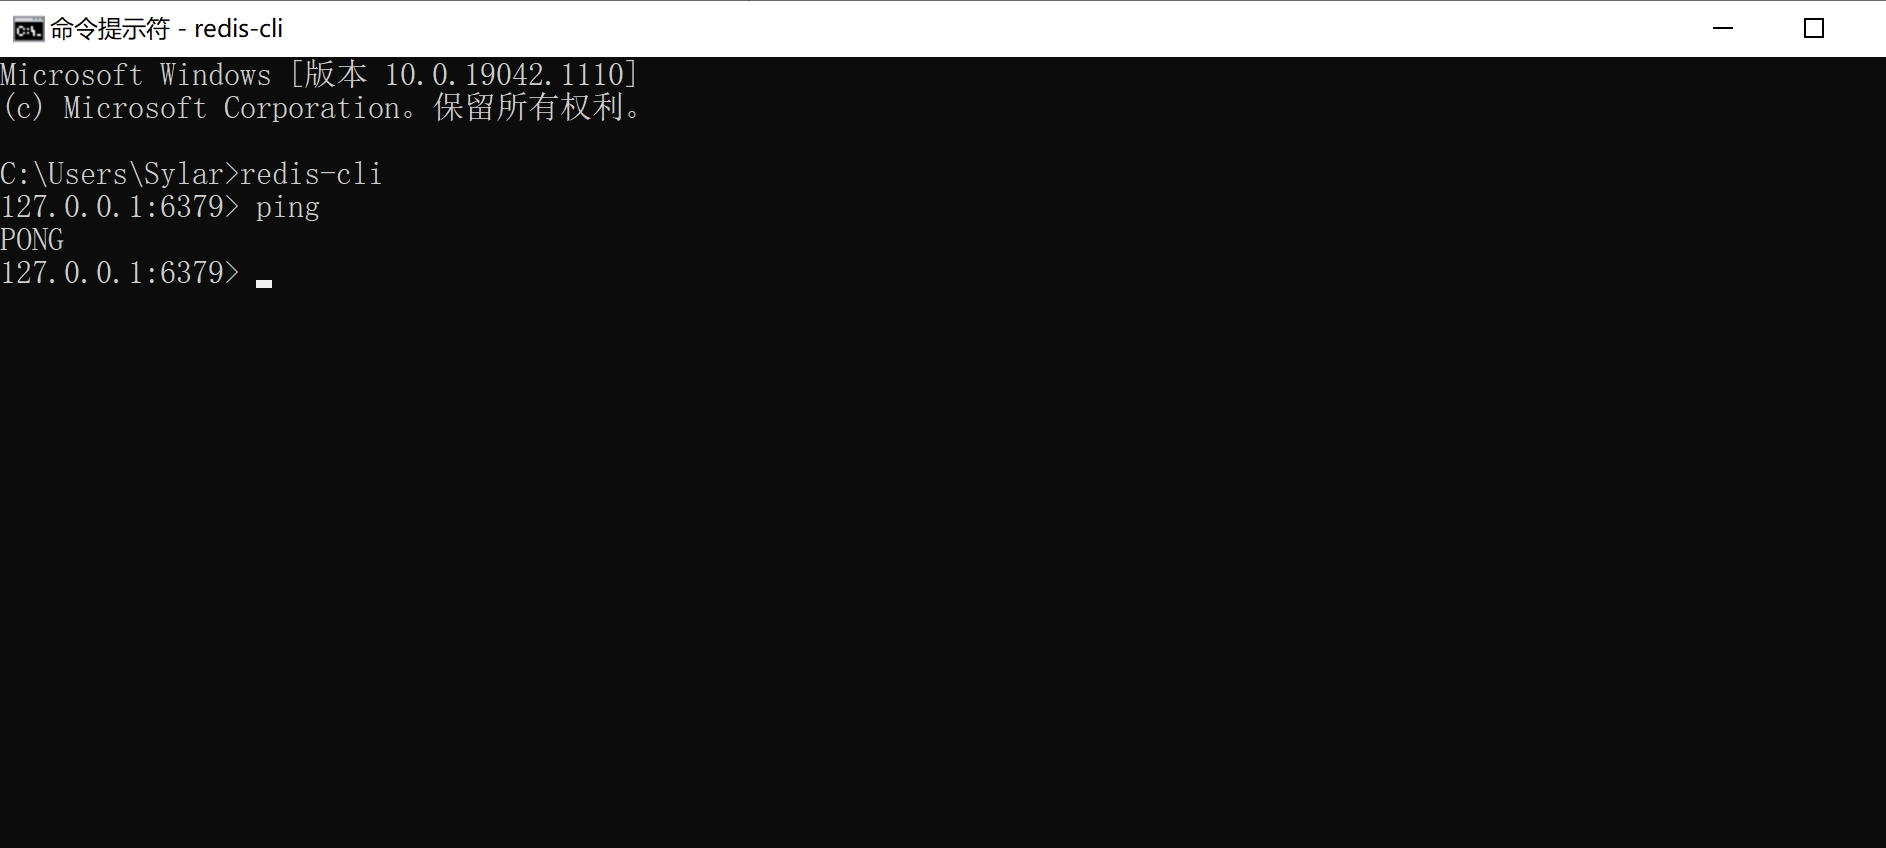 命令提示符 - redis-cli
Microsoft Windows [版本 10.0.19042.1110]
(c) Microsoft Corporation。保留所有权利。
C:\Users\Sylar>redis-cli
127.0.0.1:6379> ping
PONG
127.0.0.1:6379>